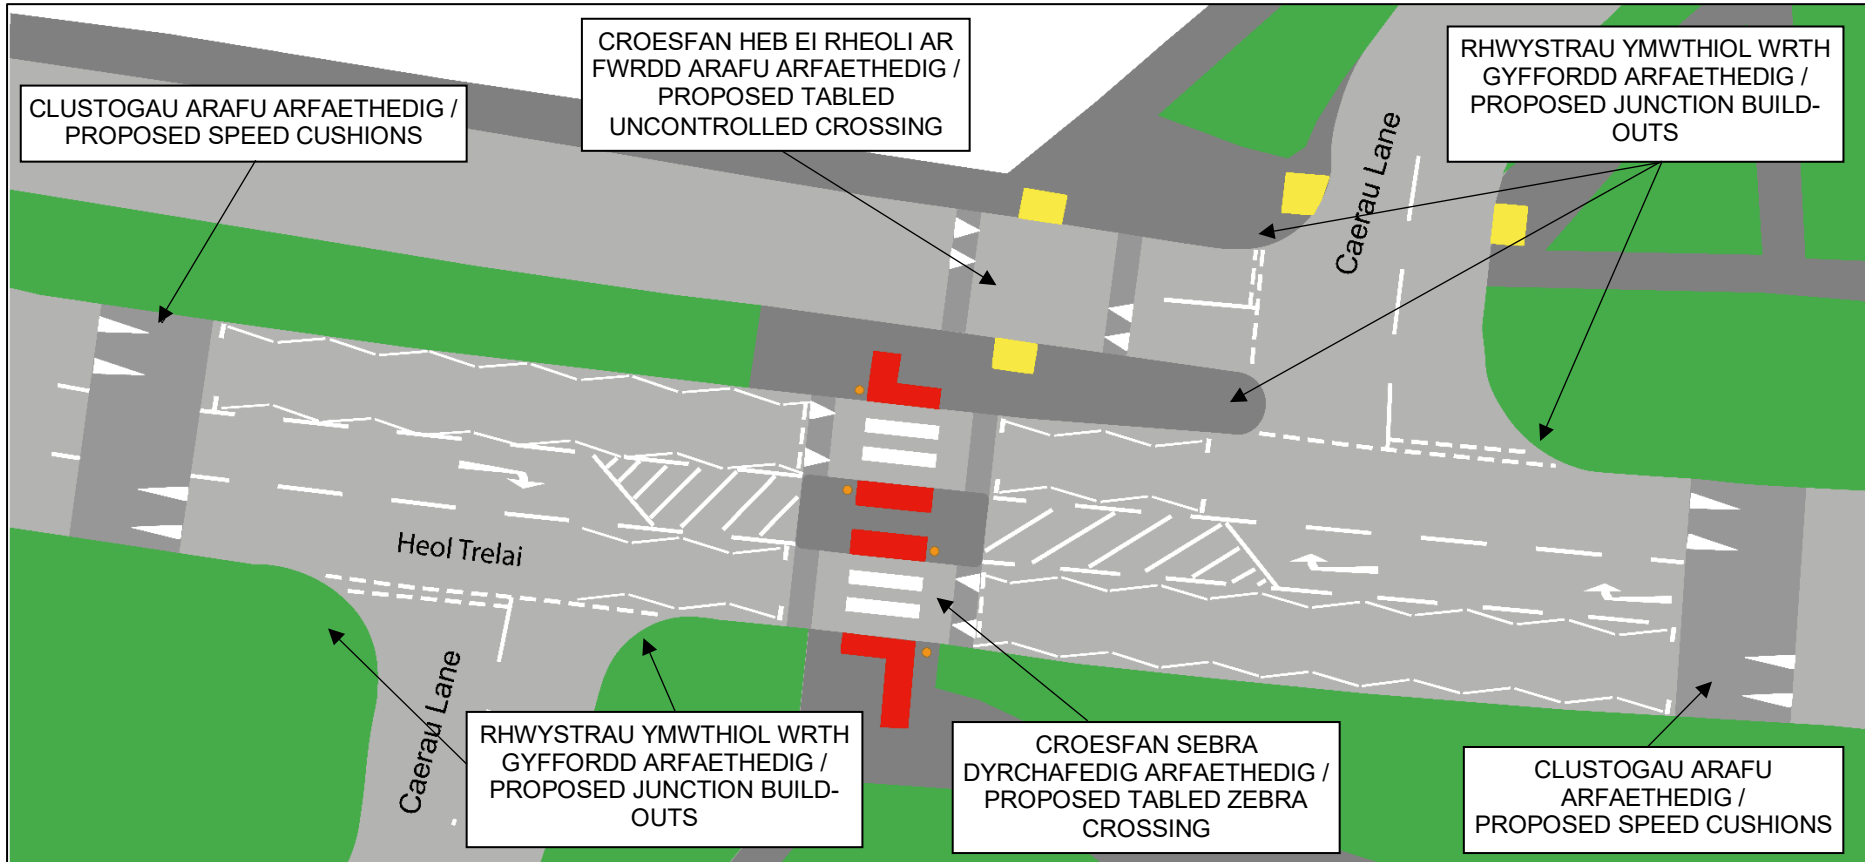 CROESFAN HEB EI RHEOLI AR
FWRDD ARAFU ARFAETHEDIG /
PROPOSED TABLED
UNCONTROLLED CROSSING
RHWYSTRAU YMWTHIOL WRTH
GYFFORDD ARFAETHEDIG /
PROPOSED JUNCTION BUILD-
OUTS
CLUSTOGAU ARAFU ARFAETHEDIG /
PROPOSED SPEED CUSHIONS
Caerau Lane
Heol Trelai
Caerau Lane
RHWYSTRAU YMWTHIOL WRTH
GYFFORDD ARFAETHEDIG /
PROPOSED JUNCTION BUILD-
OUTS
CROESFAN SEBRA
DYRCHAFEDIG ARFAETHEDIG /
PROPOSED TABLED ZEBRA
CROSSING
CLUSTOGAU ARAFU
ARFAETHEDIG /
PROPOSED SPEED CUSHIONS